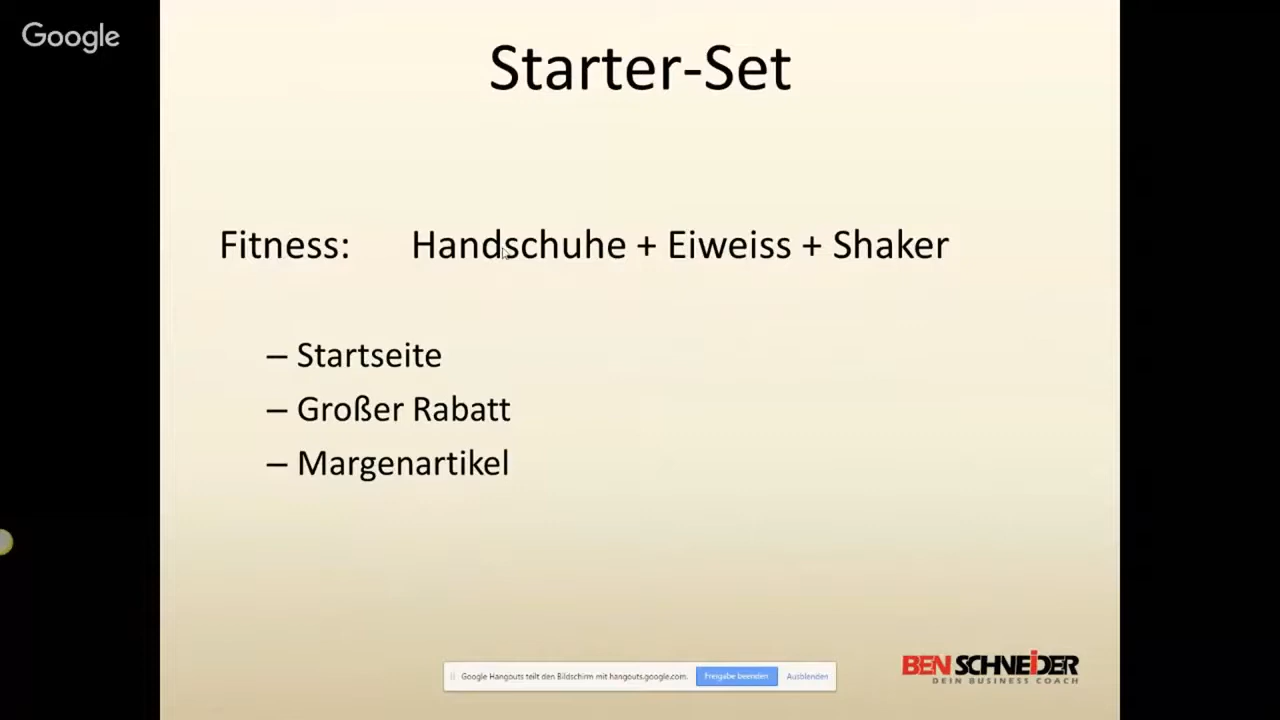 Google
Starter-Set
Fitness: Handschuhe + Eiweiss + Shaker
– Startseite
– Großer Rabatt
– Margenartikel
Google Hangouts teilt den Bildschirm mit hangouts.google.com. Freigabe beenden Ausblenden
BEN SCHNEiDER
DEIN BUSINESS COACH